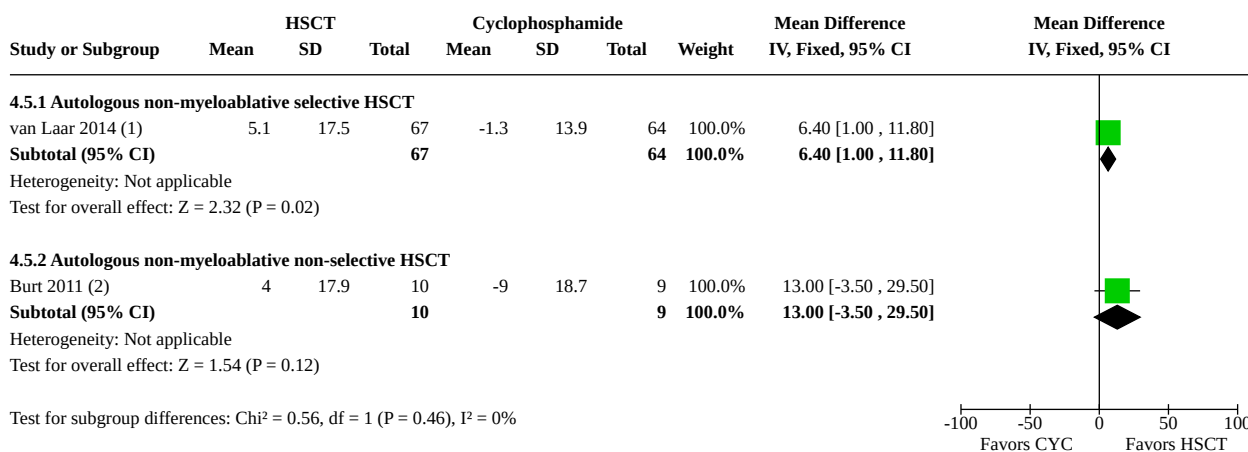 HSCT Cyclophosphamide Mean Difference Mean Difference
Study or Subgroup Mean SD Total Mean SD Total Weight IV, Fixed, 95% CI IV, Fixed, 95% CI
4.5.1 Autologous non-myeloablative selective HSCT
van Laar 2014 (1) 5.1 17.5 67 -1.3 13.9 64 100.0% 6.40 [1.00 , 11.80]
Subtotal (95% CI) 67 64 100.0% 6.40 [1.00 , 11.80]
Heterogeneity: Not applicable
Test for overall effect: Z = 2.32 (P = 0.02)
4.5.2 Autologous non-myeloablative non-selective HSCT
Burt 2011 (2) 4 17.9 10 -9 18.7 9 100.0% 13.00 [-3.50 , 29.50]
Subtotal (95% CI) 10 9 100.0% 13.00 [-3.50 , 29.50]
Heterogeneity: Not applicable
Test for overall effect: Z = 1.54 (P = 0.12)
Test for subgroup differences: Chi² = 0.56, df = 1 (P = 0.46), I² = 0%
-100 -50 0 50 100
Favors CYC Favors HSCT